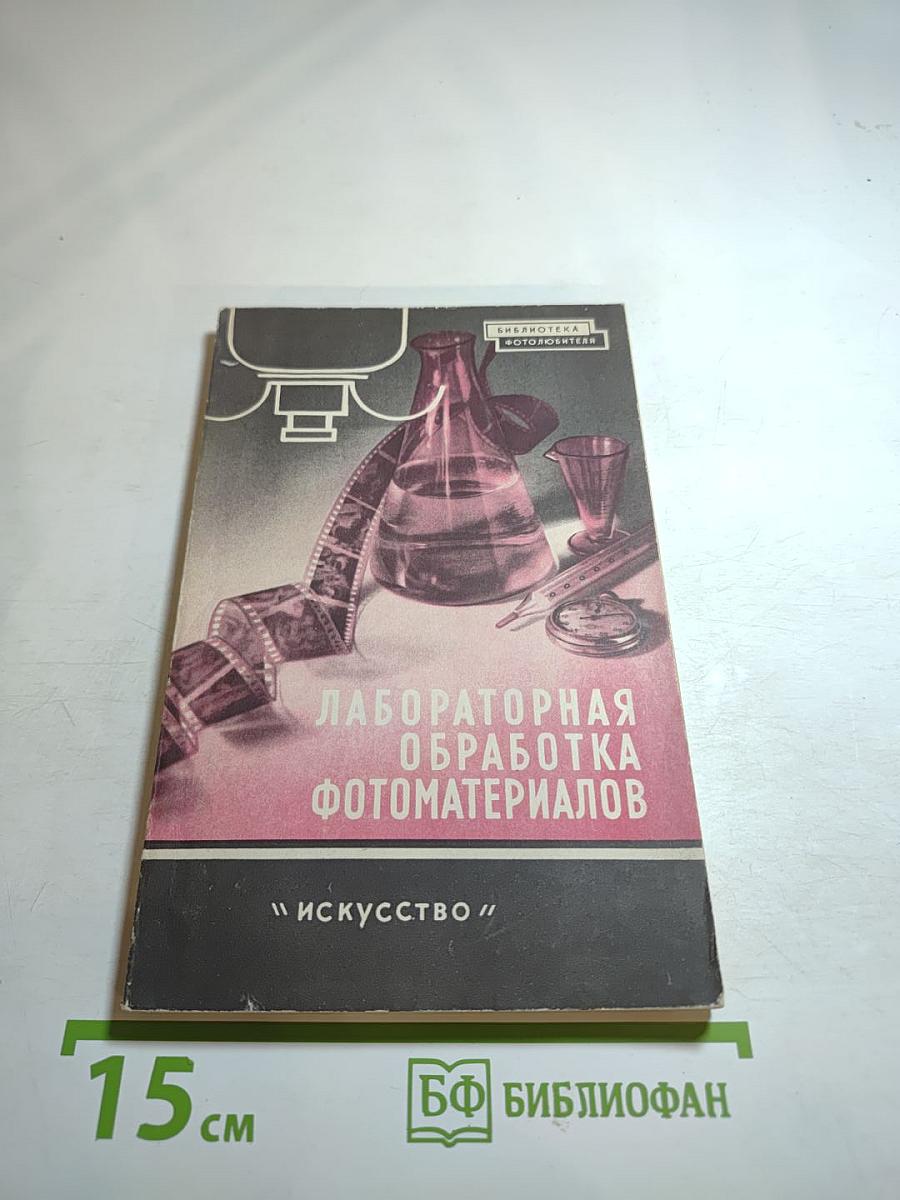 БИБЛИОТЕКА
ФОТОЛЮБИТЕЛЯ
ЛАБОРАТОРНАЯ
ОБРАБОТКА
ФОТОМАТЕРИАЛОВ
"ИСКУССТВО"
15 см
БФ БИБЛИОФАН